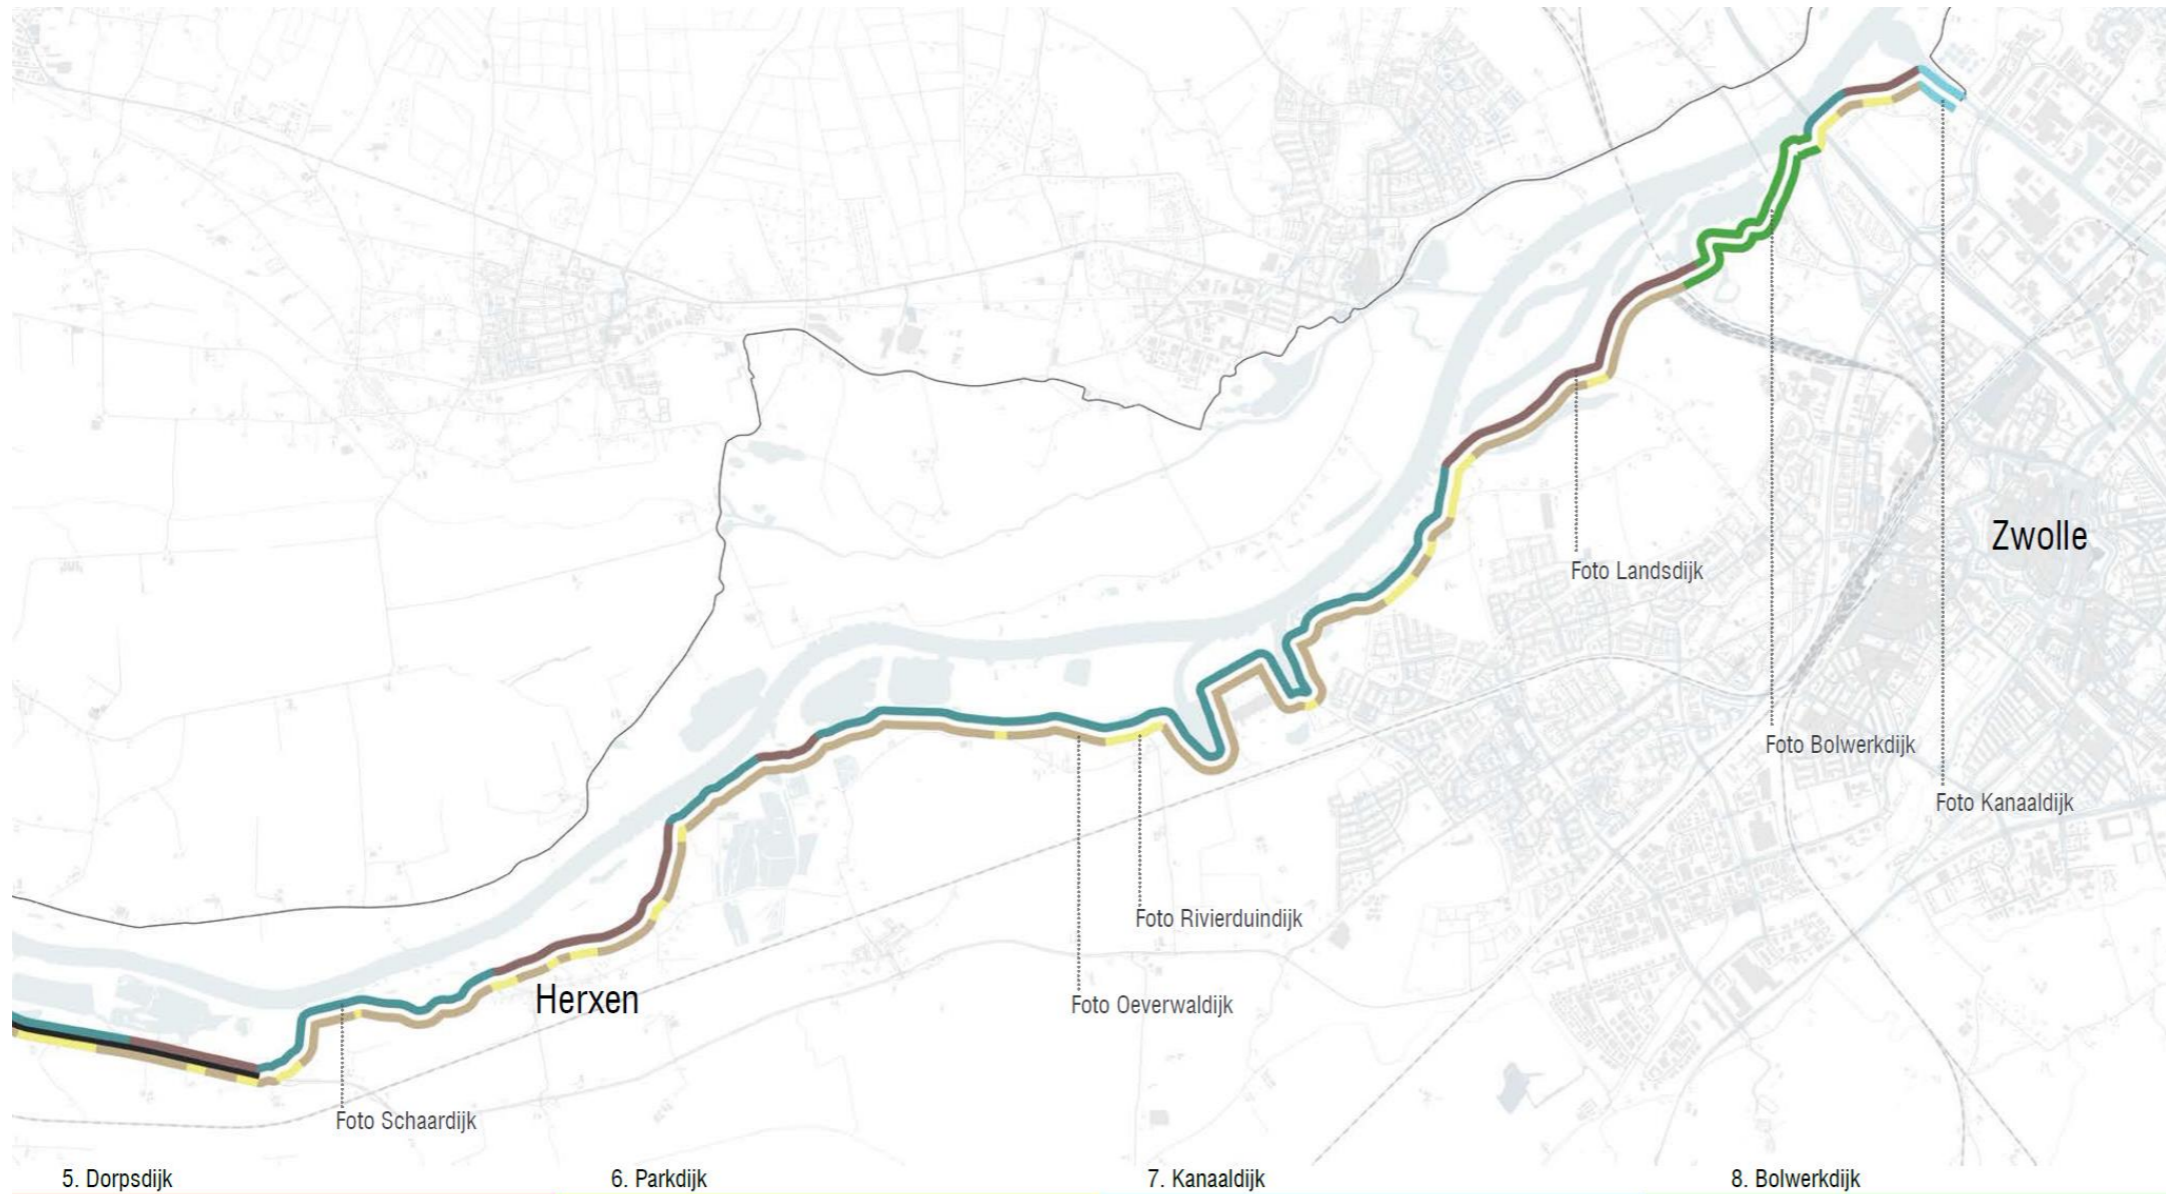 Zwolle
Foto Landsdijk
Foto Bolwerkdijk
Foto Kanaaldijk
Foto Rivierduindijk
Herxen
Foto Oeverwaldijk
Foto Schaardijk
5. Dorpsdijk
6. Parkdijk
7. Kanaaldijk
8. Bolwerkdijk